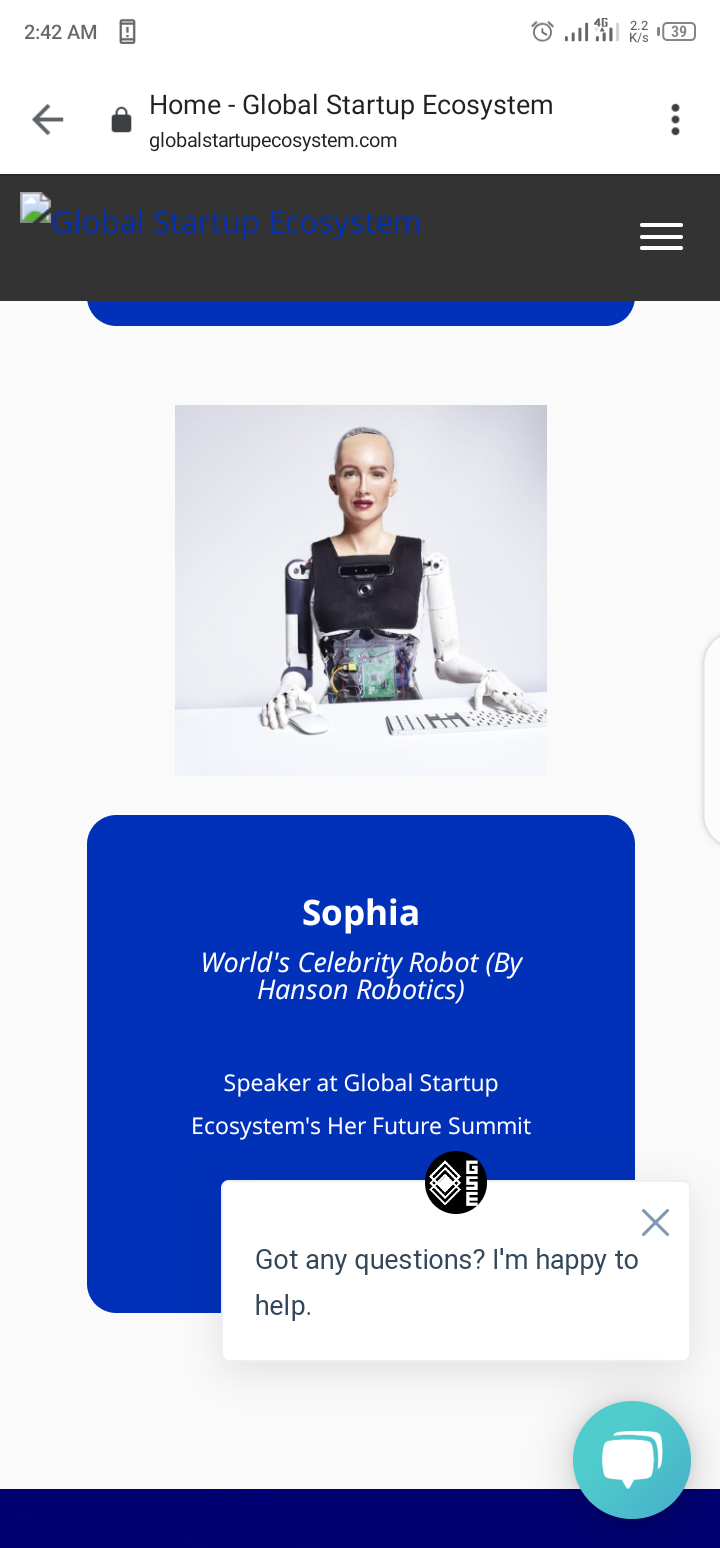 2:42 AM
4G
2.2
K/s
39
Home - Global Startup Ecosystem
globalstartupecosystem.com
Global Startup Ecosystem
Sophia
World's Celebrity Robot (By
Hanson Robotics)
Speaker at Global Startup
Ecosystem's Her Future Summit
GSE
Got any questions? I'm happy to
help.